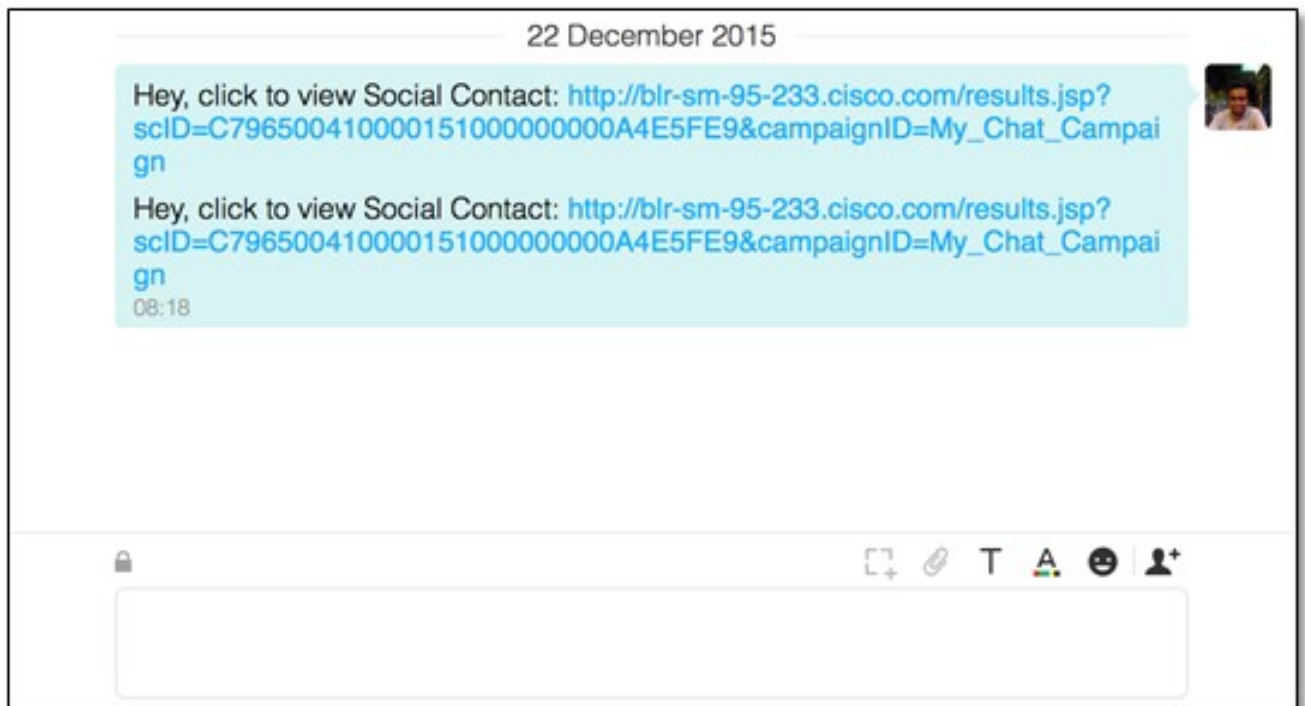 22 December 2015
Hey, click to view Social Contact: http://blr-sm-95-233.cisco.com/results.jsp?
scID=C7965004100001510000000000A4E5FE9&campaignID=My_Chat_Campai
gn
Hey, click to view Social Contact: http://blr-sm-95-233.cisco.com/results.jsp?
scID=C7965004100001510000000000A4E5FE9&campaignID=My_Chat_Campai
gn
08:18
T
A